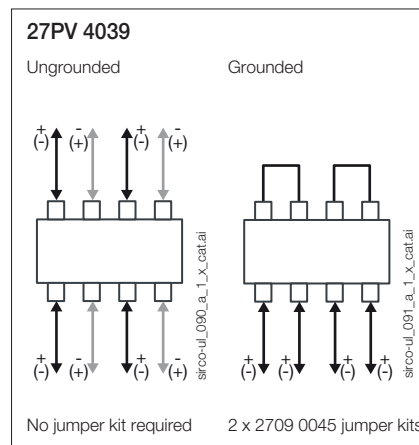 27PV 4039
Ungrounded Grounded
+ - + -
(-) (+) (-) (+)
sirco-ul_090_a_1_x_cat.ai
sirco-ul_091_a_1_x_cat.ai
+ - + - + + + +
(-) (+) (-) (+) (-) (-) (-) (-)
No jumper kit required 2 x 2709 0045 jumper kits